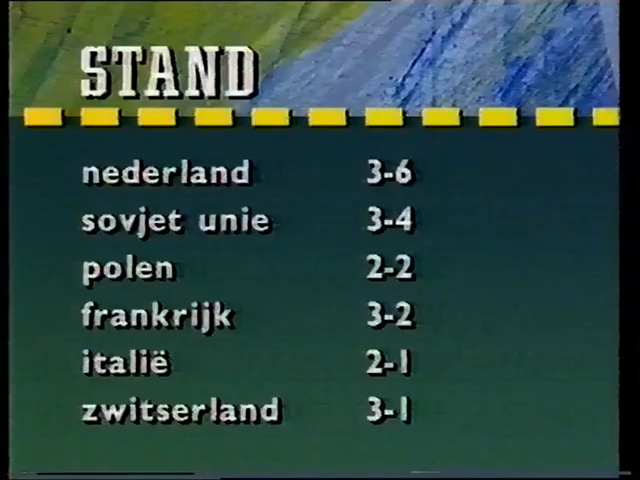 STAND
nederland 3-6
sovjet unie 3-4
polen 2-2
frankrijk 3-2
italië 2-1
zwitserland 3-1